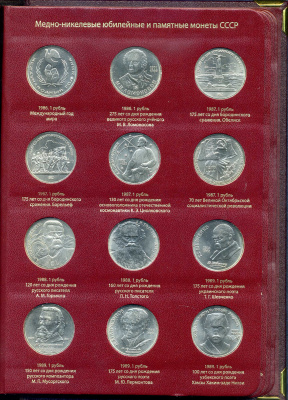 Медно-никелевые юбилейные и памятные монеты СССР
1986. 1 рубль
Международный год
мира
1986. 1 рубль
275 лет со дня рождения
великого русского учёного
М. В. Ломоносова
1987. 1 рубль
175 лет со дня Бородинского
сражения. Обелиск
1987. 1 рубль
175 лет со дня Бородинского
сражения. Барельеф
1987. 1 рубль
130 лет со дня рождения
основоположника отечественной
космонавтики К. Э. Циолковского
1987. 1 рубль
70 лет Великой Октябрьской
социалистической революции
1988. 1 рубль
120 лет со дня рождения
русского писателя
А. М. Горького
1988. 1 рубль
160 лет со дня рождения
русского писателя
Л. Н. Толстого
1989. 1 рубль
175 лет со дня рождения
украинского поэта
Т. Г. Шевченко
1989. 1 рубль
150 лет со дня рождения
русского композитора
М. П. Мусоргского
1989. 1 рубль
175 лет со дня рождения
русского поэта
М. Ю. Лермонтова
1989. 1 рубль
100 лет со дня рождения
узбекского поэта
Хамзы Хакимзаде Ниязи